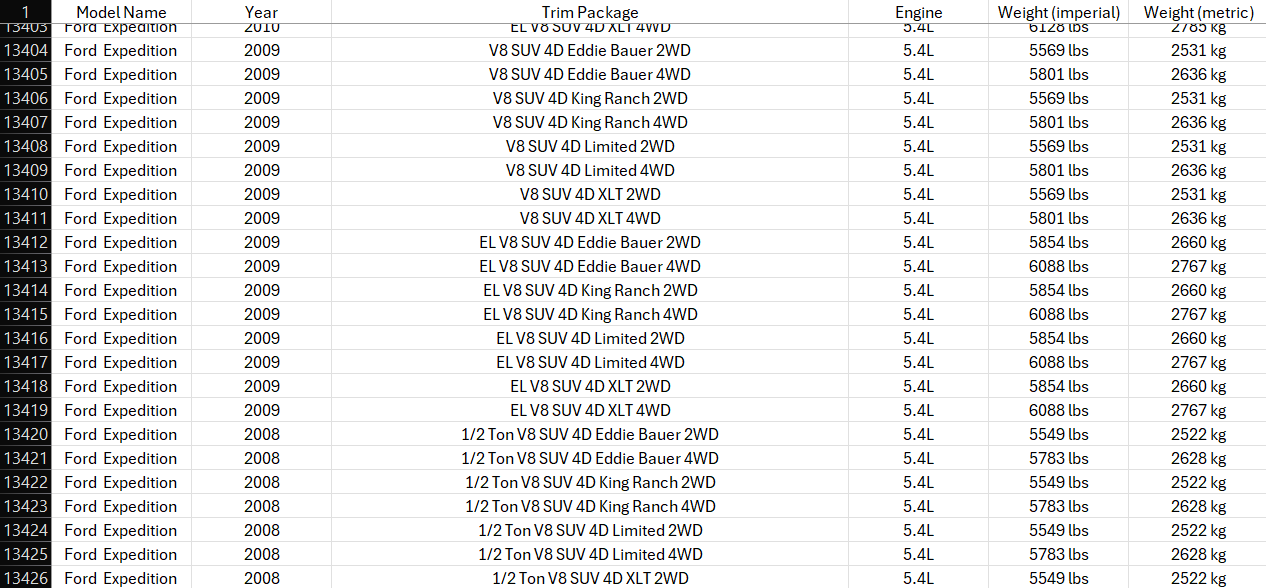 1 Model Name Year Trim Package Engine Weight (imperial) Weight (metric)
13403 Ford Expedition 2010 EL V8 SUV 4D XLT 4WD 5.4L 6128 lbs 2785 kg
13404 Ford Expedition 2009 V8 SUV 4D Eddie Bauer 2WD 5.4L 5569 lbs 2531 kg
13405 Ford Expedition 2009 V8 SUV 4D Eddie Bauer 4WD 5.4L 5801 lbs 2636 kg
13406 Ford Expedition 2009 V8 SUV 4D King Ranch 2WD 5.4L 5569 lbs 2531 kg
13407 Ford Expedition 2009 V8 SUV 4D King Ranch 4WD 5.4L 5801 lbs 2636 kg
13408 Ford Expedition 2009 V8 SUV 4D Limited 2WD 5.4L 5569 lbs 2531 kg
13409 Ford Expedition 2009 V8 SUV 4D Limited 4WD 5.4L 5801 lbs 2636 kg
13410 Ford Expedition 2009 V8 SUV 4D XLT 2WD 5.4L 5569 lbs 2531 kg
13411 Ford Expedition 2009 V8 SUV 4D XLT 4WD 5.4L 5801 lbs 2636 kg
13412 Ford Expedition 2009 EL V8 SUV 4D Eddie Bauer 2WD 5.4L 5854 lbs 2660 kg
13413 Ford Expedition 2009 EL V8 SUV 4D Eddie Bauer 4WD 5.4L 6088 lbs 2767 kg
13414 Ford Expedition 2009 EL V8 SUV 4D King Ranch 2WD 5.4L 5854 lbs 2660 kg
13415 Ford Expedition 2009 EL V8 SUV 4D King Ranch 4WD 5.4L 6088 lbs 2767 kg
13416 Ford Expedition 2009 EL V8 SUV 4D Limited 2WD 5.4L 5854 lbs 2660 kg
13417 Ford Expedition 2009 EL V8 SUV 4D Limited 4WD 5.4L 6088 lbs 2767 kg
13418 Ford Expedition 2009 EL V8 SUV 4D XLT 2WD 5.4L 5854 lbs 2660 kg
13419 Ford Expedition 2009 EL V8 SUV 4D XLT 4WD 5.4L 6088 lbs 2767 kg
13420 Ford Expedition 2008 1/2 Ton V8 SUV 4D Eddie Bauer 2WD 5.4L 5549 lbs 2522 kg
13421 Ford Expedition 2008 1/2 Ton V8 SUV 4D Eddie Bauer 4WD 5.4L 5783 lbs 2628 kg
13422 Ford Expedition 2008 1/2 Ton V8 SUV 4D King Ranch 2WD 5.4L 5549 lbs 2522 kg
13423 Ford Expedition 2008 1/2 Ton V8 SUV 4D King Ranch 4WD 5.4L 5783 lbs 2628 kg
13424 Ford Expedition 2008 1/2 Ton V8 SUV 4D Limited 2WD 5.4L 5549 lbs 2522 kg
13425 Ford Expedition 2008 1/2 Ton V8 SUV 4D Limited 4WD 5.4L 5783 lbs 2628 kg
13426 Ford Expedition 2008 1/2 Ton V8 SUV 4D XLT 2WD 5.4L 5549 lbs 2522 kg